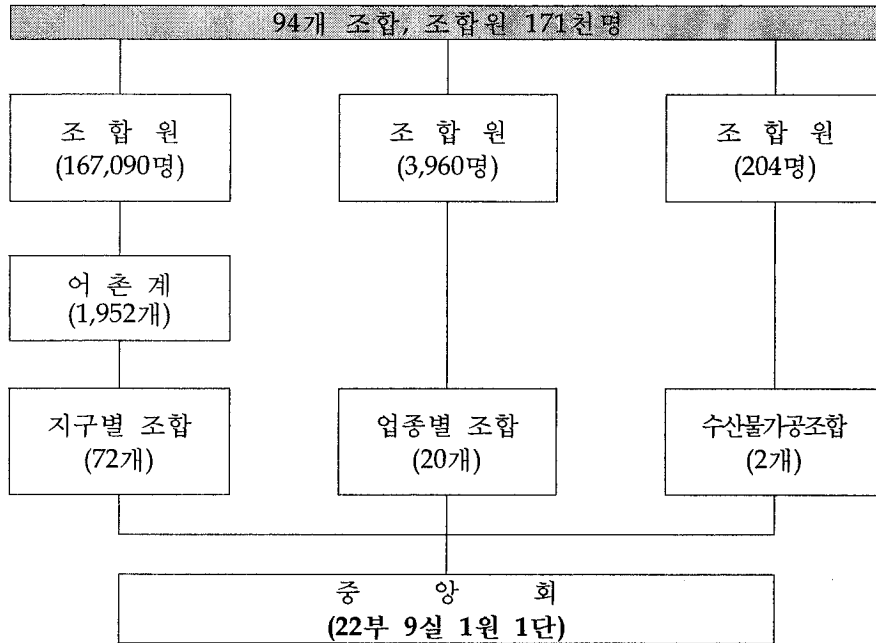 94개 조합, 조합원 171천명
조 합 원
(167,090명)
조 합 원
(3,960명)
조 합 원
(204명)
어 촌 계
(1,952개)
지구별 조합
(72개)
업종별 조합
(20개)
수산물가공조합
(2개)
중 앙 회
(22부 9실 1원 1단)